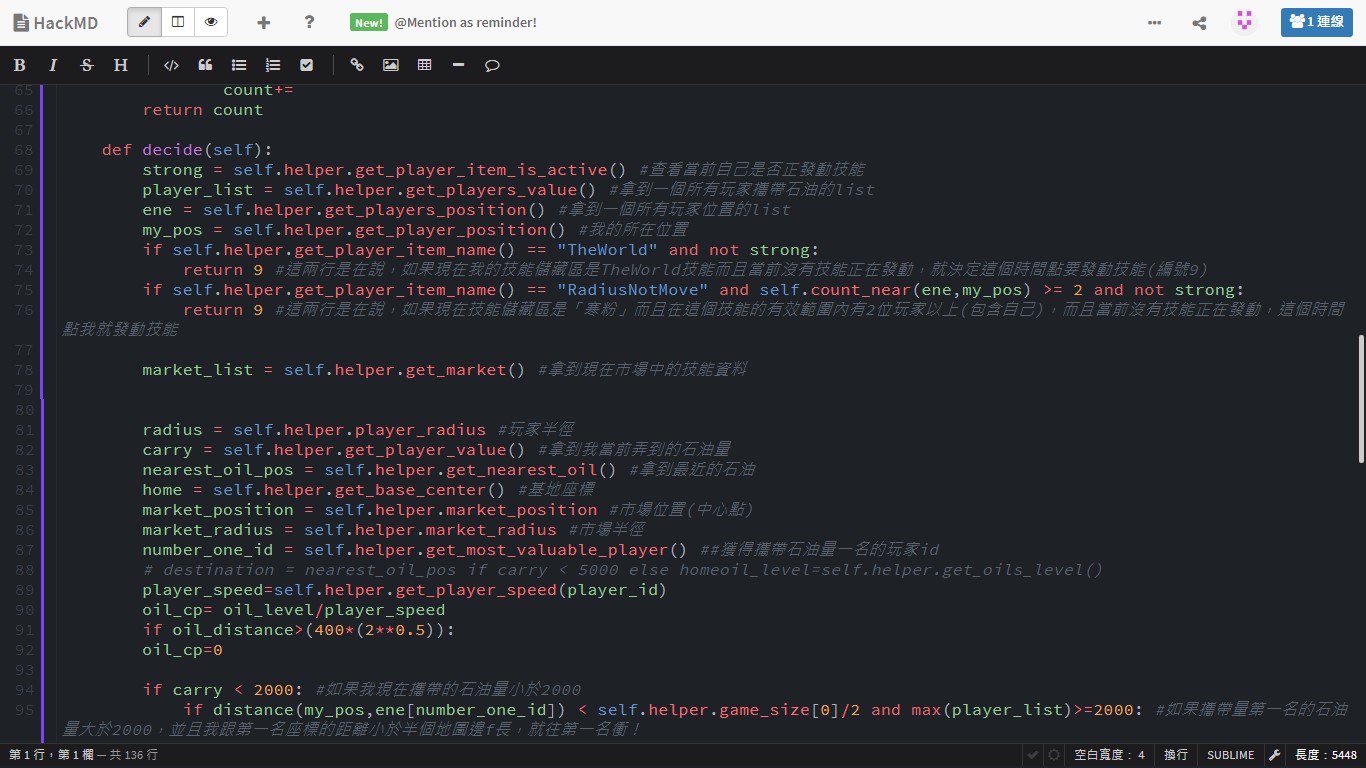 HackMD
New! @Mention as reminder!
1 連線
65 count+=
66 return count
67
68 def decide(self):
69 strong = self.helper.get_player_item_is_active() #查看當前自己是否正發動技能
70 player_list = self.helper.get_players_value() #拿到一個所有玩家攜帶石油的list
71 ene = self.helper.get_players_position() #拿到一個所有玩家位置的list
72 my_pos = self.helper.get_player_position() #我的所在位置
73 if self.helper.get_player_item_name() == "TheWorld" and not strong:
74 return 9 #這兩行是在說，如果現在我的技能儲藏區是TheWorld技能而且當前沒有技能正在發動，就決定這個時間點要發動技能(編號9)
75 if self.helper.get_player_item_name() == "RadiusNotMove" and self.count_near(ene,my_pos) >= 2 and not strong:
76 return 9 #這兩行是在說，如果現在技能儲藏區是「寒粉」而且在這個技能的有效範圍內有2位玩家以上(包含自己)，而且當前沒有技能正在發動，這個時間
點我就發動技能
77
78 market_list = self.helper.get_market() #拿到現在市場中的技能資料
79
80
81 radius = self.helper.player_radius #玩家半徑
82 carry = self.helper.get_player_value() #拿到我當前弄到的石油量
83 nearest_oil_pos = self.helper.get_nearest_oil() #拿到最近的石油
84 home = self.helper.get_base_center() #基地座標
85 market_position = self.helper.market_position #市場位置(中心點)
86 market_radius = self.helper.market_radius #市場半徑
87 number_one_id = self.helper.get_most_valuable_player() ##獲得攜帶石油量一名的玩家id
88 # destination = nearest_oil_pos if carry < 5000 else homeoil_level=self.helper.get_oils_level()
89 player_speed=self.helper.get_player_speed(player_id)
90 oil_cp= oil_level/player_speed
91 if oil_distance>(400*(2**0.5)):
92 oil_cp=0
93
94 if carry < 2000: #如果我現在攜帶的石油量小於2000
95 if distance(my_pos,ene[number_one_id]) < self.helper.game_size[0]/2 and max(player_list)>=2000: #如果攜帶量第一名的石油
量大於2000，並且我跟第一名座標的距離小於半個地圖邊f長，就往第一名衝！
第 1 行，第 1 欄 — 共 136 行 空白寬度： 4 換行 SUBLIME 長度：5448